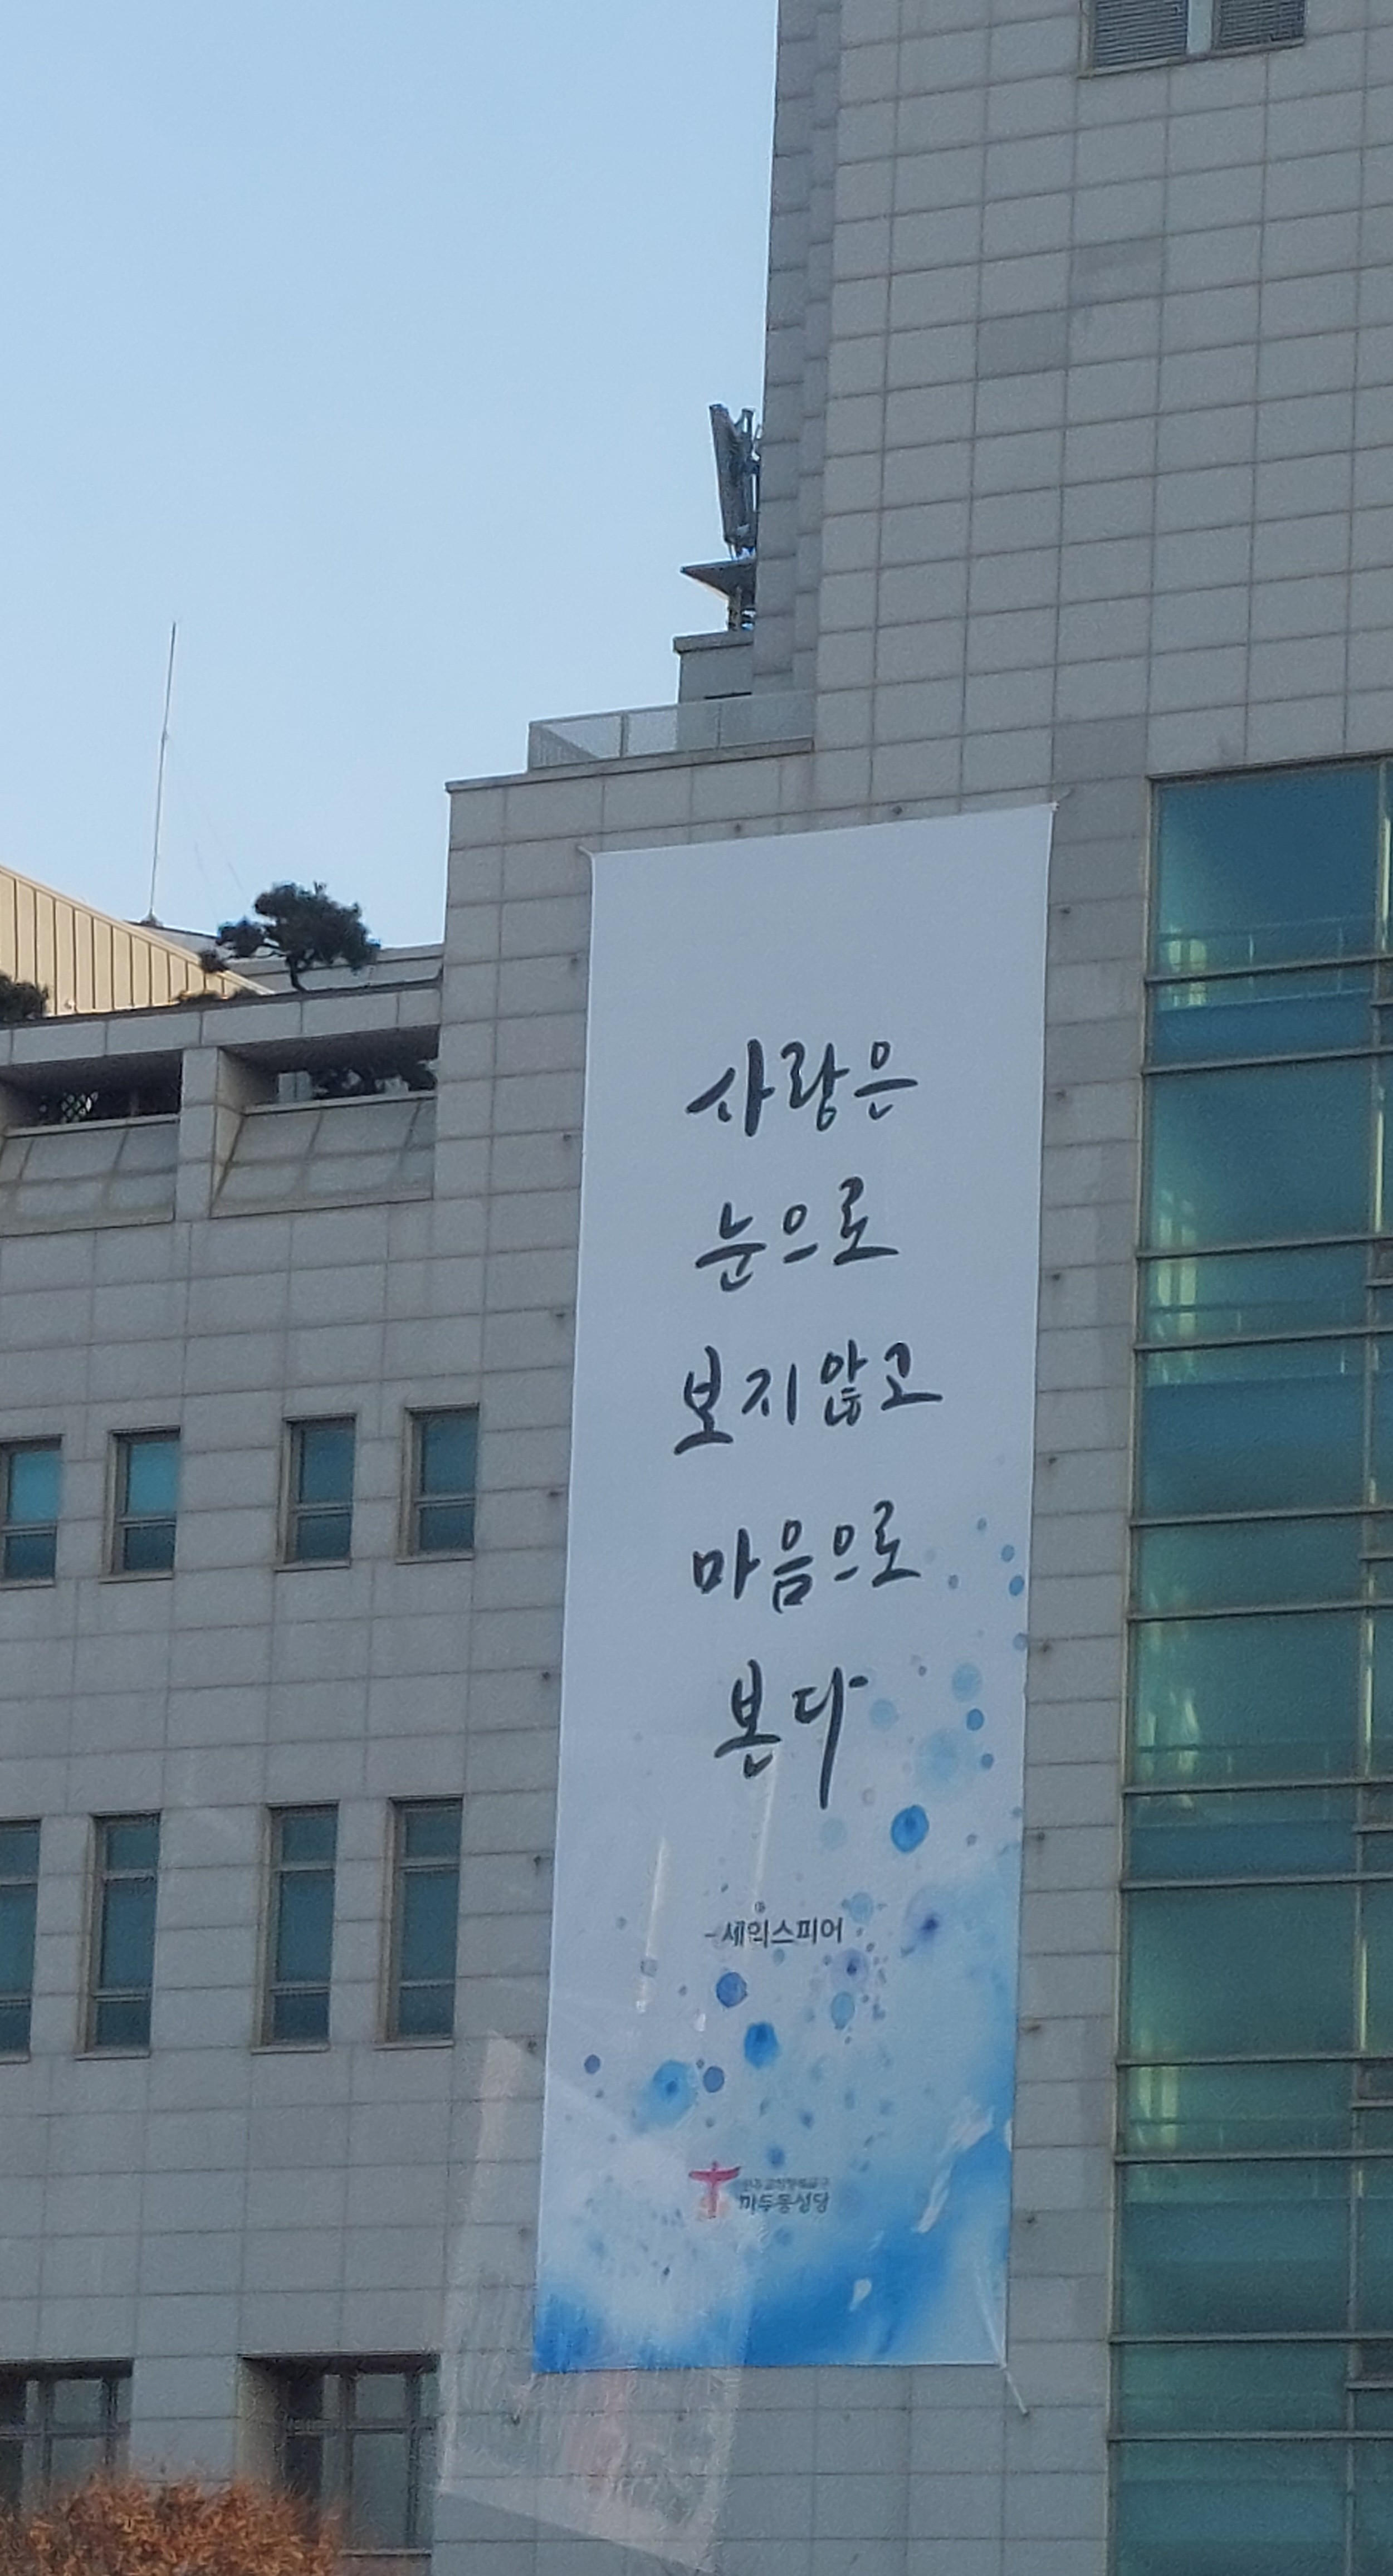 사랑은
눈으로
보지않고
마음으로
본다
-세익스피어
마두동성당